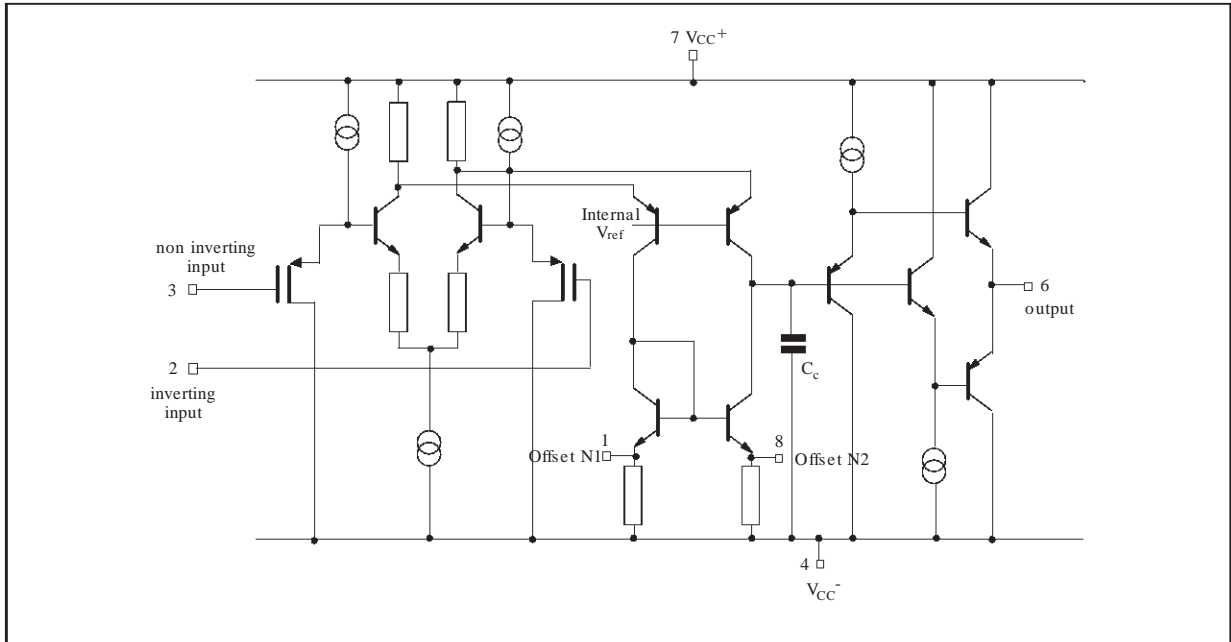 7 VCC+
Internal
Vref
non inverting
input
3
6
output
2
Cc
inverting
input
1
8
Offset N1
Offset N2
4
VCC-